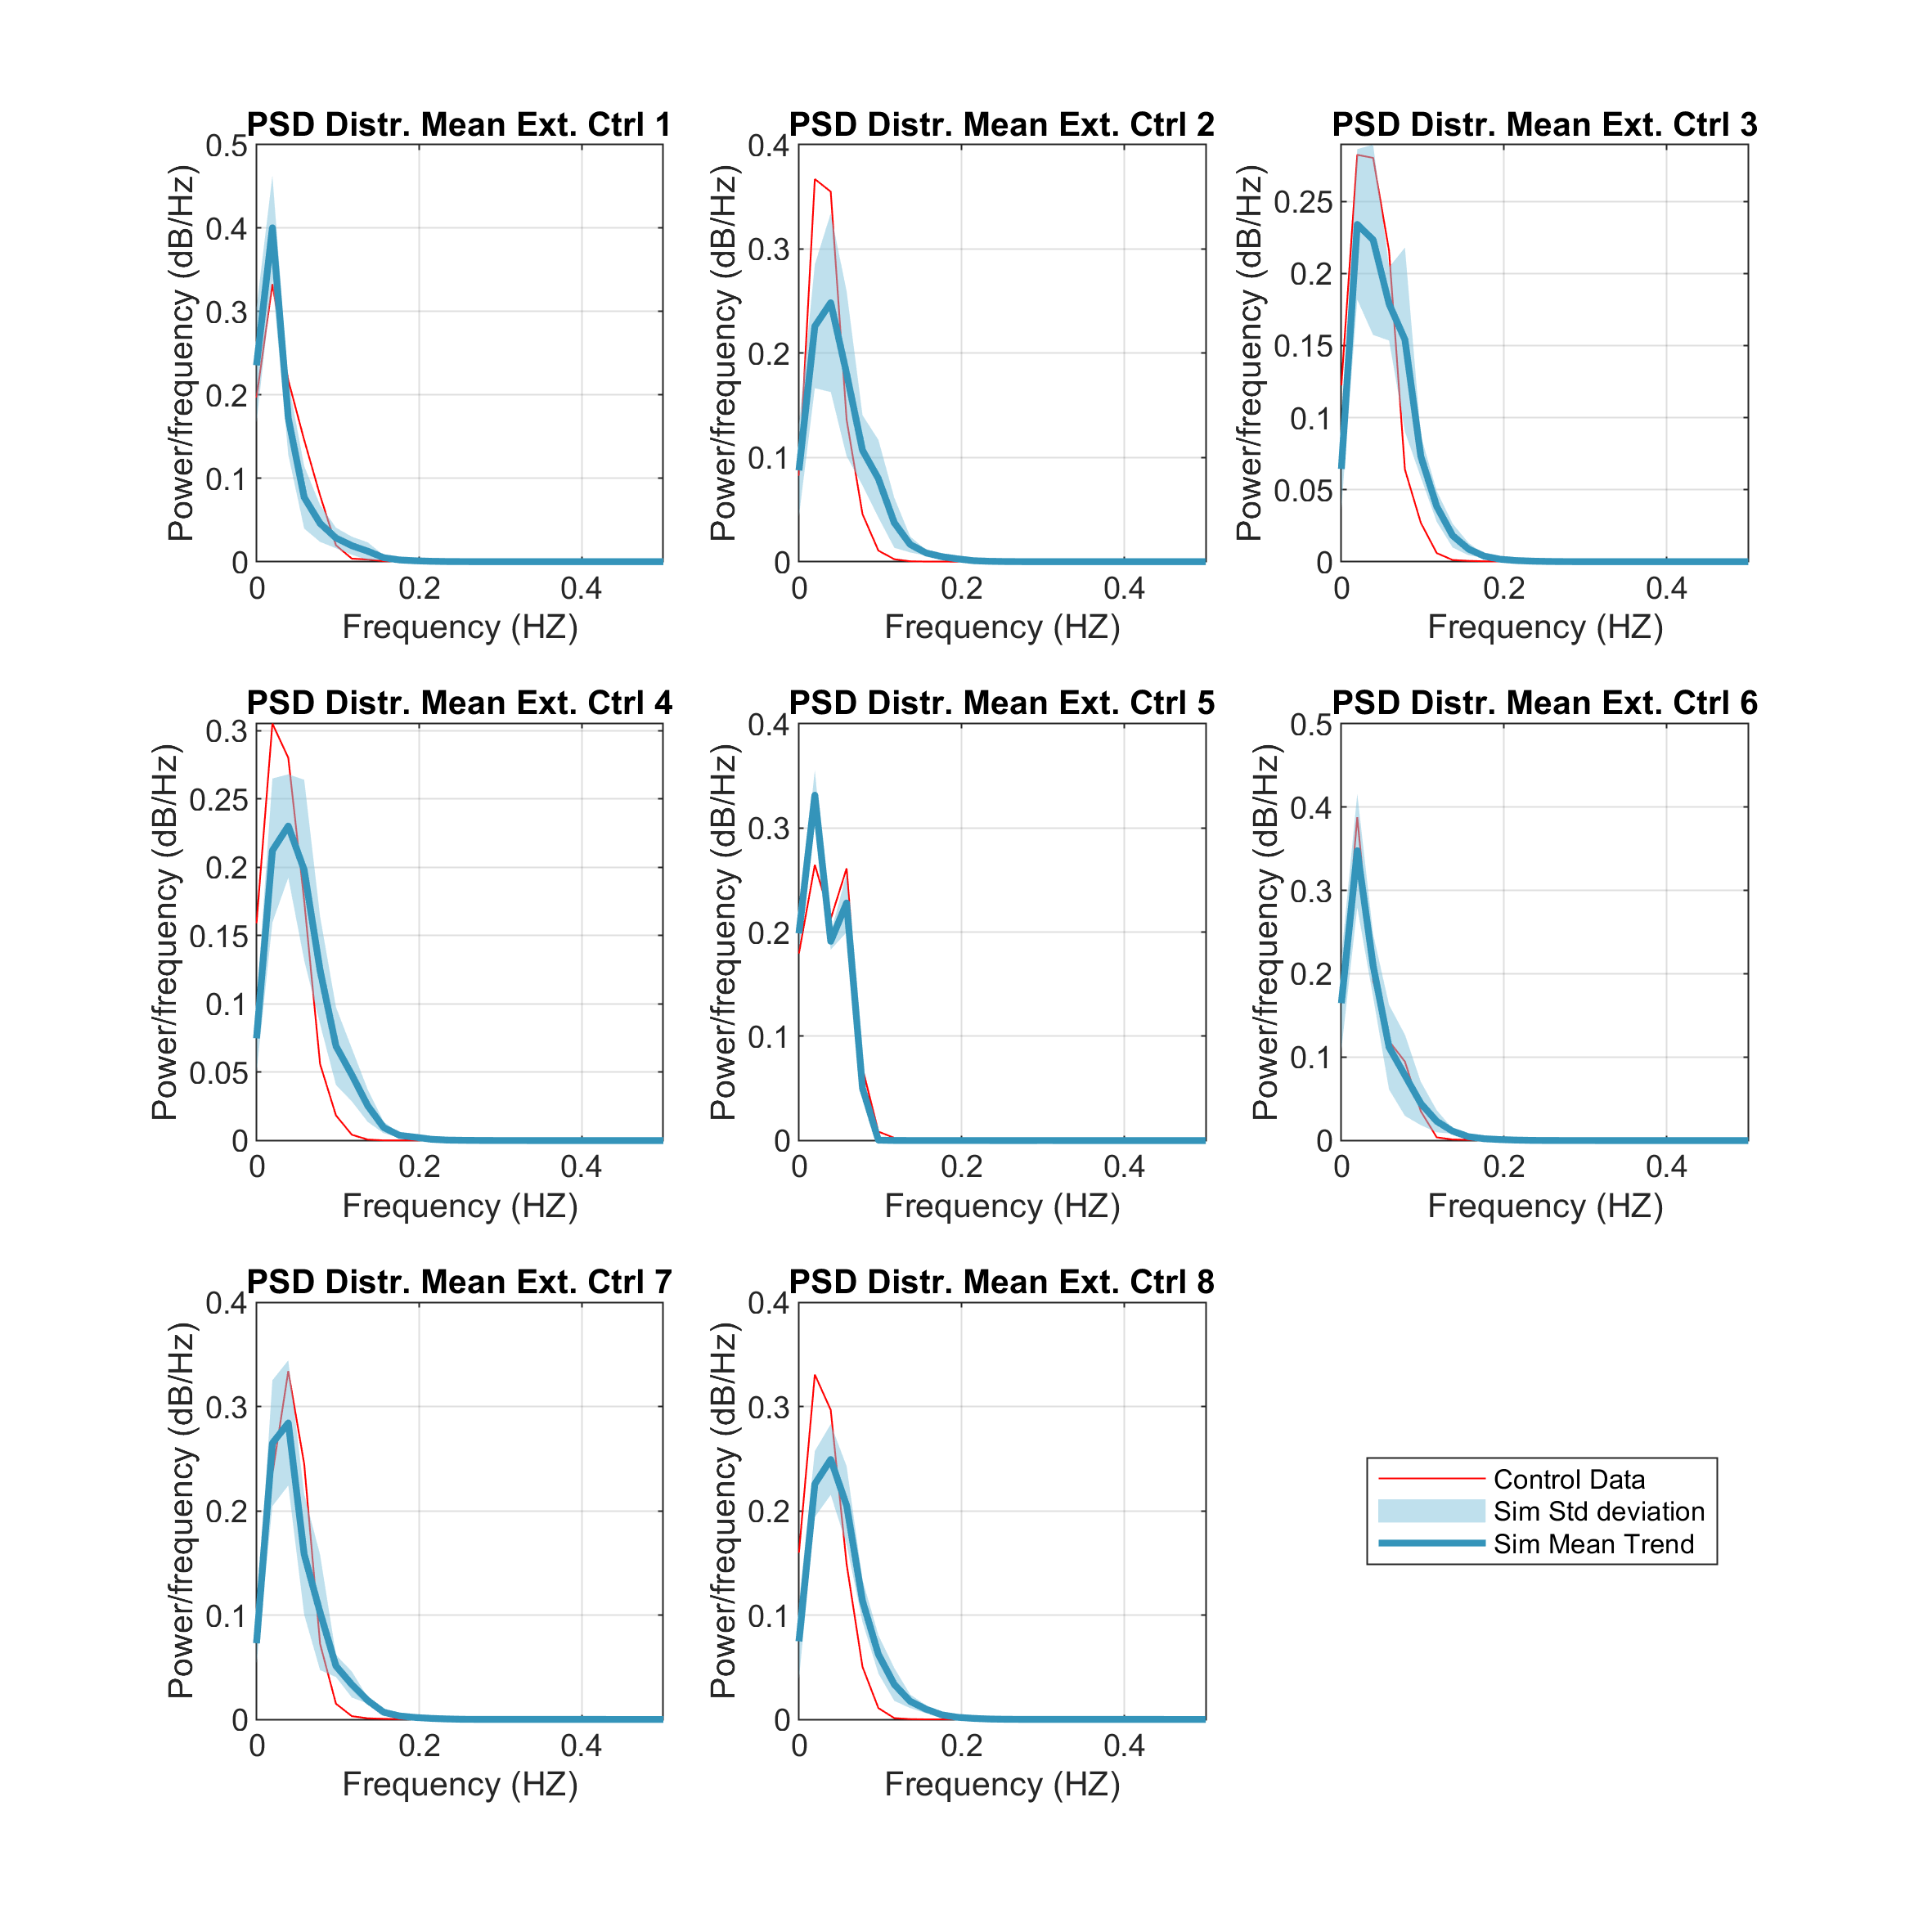 PSD Distr. Mean Ext. Ctrl 1
Power/frequency (dB/Hz)
0.5
0.4
0.3
0.2
0.1
0
0 0.2 0.4
Frequency (HZ)
PSD Distr. Mean Ext. Ctrl 2
Power/frequency (dB/Hz)
0.4
0.3
0.2
0.1
0
0 0.2 0.4
Frequency (HZ)
PSD Distr. Mean Ext. Ctrl 3
Power/frequency (dB/Hz)
0.25
0.2
0.15
0.1
0.05
0
0 0.2 0.4
Frequency (HZ)
PSD Distr. Mean Ext. Ctrl 4
Power/frequency (dB/Hz)
0.3
0.25
0.2
0.15
0.1
0.05
0
0 0.2 0.4
Frequency (HZ)
PSD Distr. Mean Ext. Ctrl 5
Power/frequency (dB/Hz)
0.4
0.3
0.2
0.1
0
0 0.2 0.4
Frequency (HZ)
PSD Distr. Mean Ext. Ctrl 6
Power/frequency (dB/Hz)
0.5
0.4
0.3
0.2
0.1
0
0 0.2 0.4
Frequency (HZ)
PSD Distr. Mean Ext. Ctrl 7
Power/frequency (dB/Hz)
0.4
0.3
0.2
0.1
0
0 0.2 0.4
Frequency (HZ)
PSD Distr. Mean Ext. Ctrl 8
Power/frequency (dB/Hz)
0.4
0.3
0.2
0.1
0
0 0.2 0.4
Frequency (HZ)
Control Data
Sim Std deviation
Sim Mean Trend